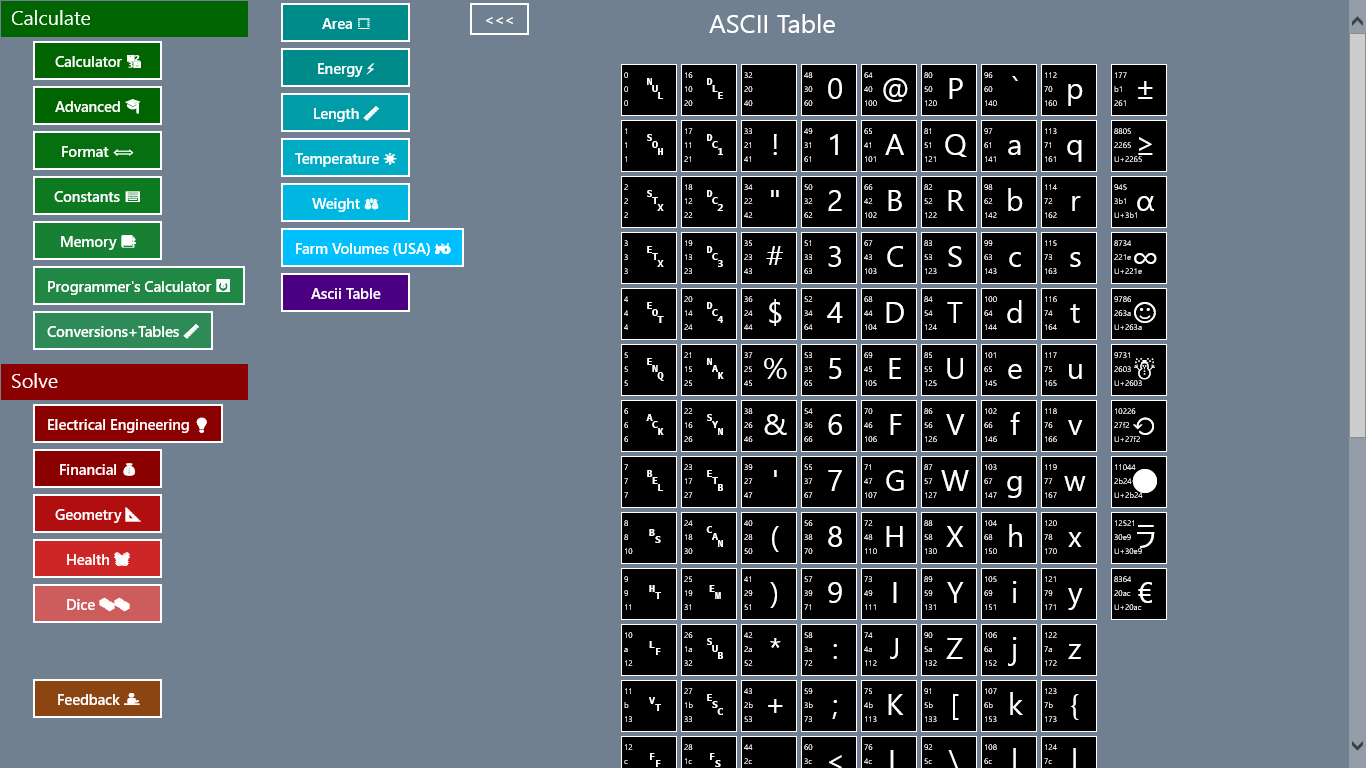 Calculate
Calculator
Advanced
Format
Constants
Memory
Programmer's Calculator
Conversions+Tables
Solve
Electrical Engineering
Financial
Geometry
Health
Dice
Feedback
Area
Energy
Length
Temperature
Weight
Farm Volumes (USA)
Ascii Table
<<<
ASCII Table
0 0 0 NUL 16 10 20 DLE 32 20 40 48 30 60 0 64 40 100 @ 80 50 120 P 96 60 140 ` 112 70 160 p 177 b1 261 ±
1 1 1 SOH 17 11 21 DC1 33 21 41 ! 49 31 61 1 65 41 101 A 81 51 121 Q 97 61 141 a 113 71 161 q 8805 2265 U+2265 ≥
2 2 2 STX 18 12 22 DC2 34 22 42 " 50 32 62 2 66 42 102 B 82 52 122 R 98 62 142 b 114 72 162 r 945 3b1 U+3b1 α
3 3 3 ETX 19 13 23 DC3 35 23 43 # 51 33 63 3 67 43 103 C 83 53 123 S 99 63 143 c 115 73 163 s 8734 221e U+221e ∞
4 4 4 EOT 20 14 24 DC4 36 24 44 $ 52 34 64 4 68 44 104 D 84 54 124 T 100 64 144 d 116 74 164 t 9786 263a U+263a ☺
5 5 5 ENQ 21 15 25 NAK 37 25 45 % 53 35 65 5 69 45 105 E 85 55 125 U 101 65 145 e 117 75 165 u 9731 2603 U+2603 ☃
6 6 6 ACK 22 16 26 SYN 38 26 46 & 54 36 66 6 70 46 106 F 86 56 126 V 102 66 146 f 118 76 166 v 10226 27f2 U+27f2 ⟲
7 7 7 BEL 23 17 27 ETB 39 27 47 ' 55 37 67 7 71 47 107 G 87 57 127 W 103 67 147 g 119 77 167 w 11044 2b24 U+2b24 ⬤
8 8 10 BS 24 18 30 CAN 40 28 50 ( 56 38 70 8 72 48 110 H 88 58 130 X 104 68 150 h 120 78 170 x 12521 30e9 U+30e9 ラ
9 9 11 HT 25 19 31 EM 41 29 51 ) 57 39 71 9 73 49 111 I 89 59 131 Y 105 69 151 i 121 79 171 y 8364 20ac U+20ac €
10 a 12 LF 26 1a 32 SUB 42 2a 52 * 58 3a 72 : 74 4a 112 J 90 5a 132 Z 106 6a 152 j 122 7a 172 z
11 b 13 VT 27 1b 33 ESC 43 2b 53 + 59 3b 73 ; 75 4b 113 K 91 5b 133 [ 107 6b 153 k 123 7b 173 {
12 c FF 28 1c FS 44 2c 60 3c < 76 4c L 92 5c \ 108 6c l 124 7c |